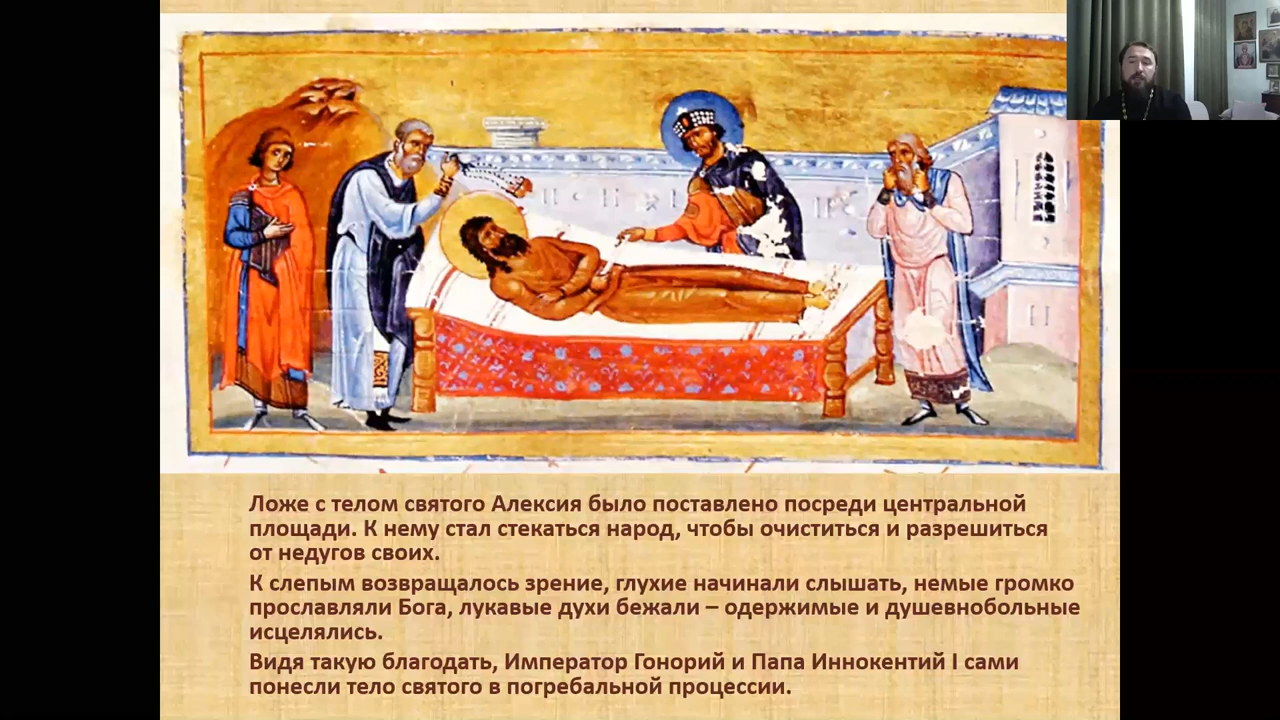 Ложе с телом святого Алексия было поставлено посреди центральной
площади. К нему стал стекаться народ, чтобы очиститься и разрешиться
от недугов своих.
К слепым возвращалось зрение, глухие начинали слышать, немые громко
прославляли Бога, лукавые духи бежали – одержимые и душевнобольные
исцелялись.
Видя такую благодать, Император Гонорий и Папа Иннокентий I сами
понесли тело святого в погребальной процессии.